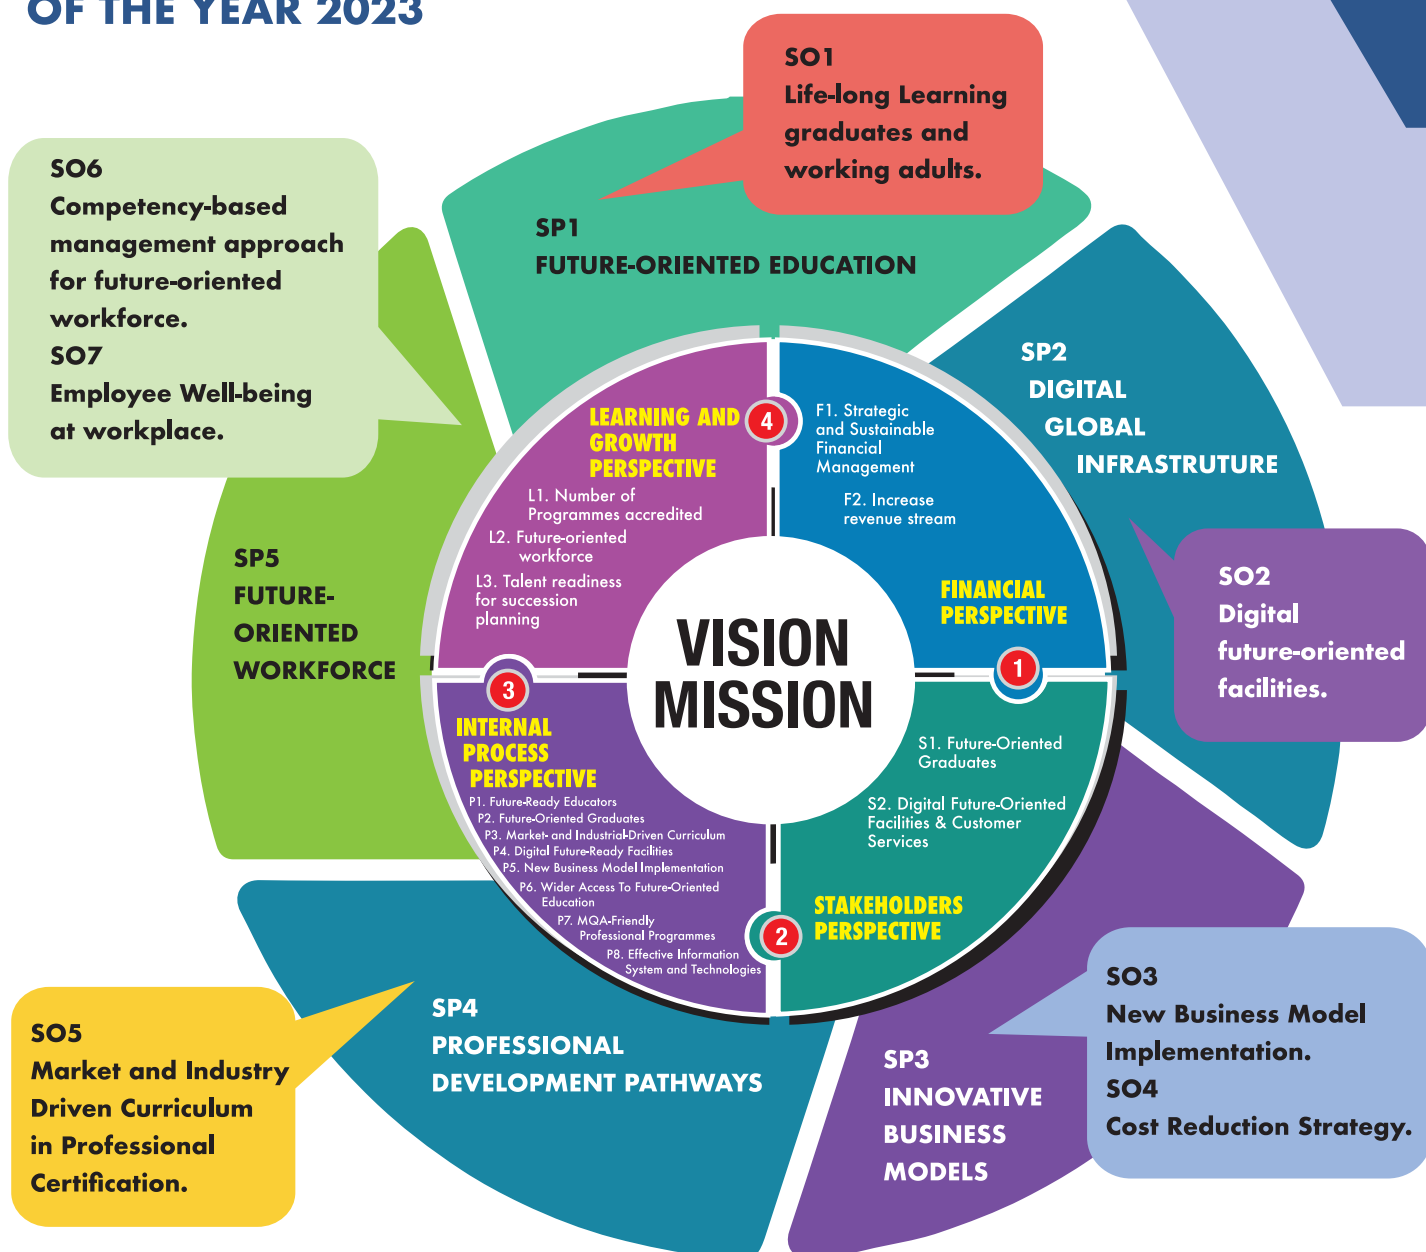 OF THE YEAR 2023
SO1
Life-long Learning
graduates and
working adults.
SP1
FUTURE-ORIENTED EDUCATION
SO6
Competency-based
management approach
for future-oriented
workforce.
SO7
Employee Well-being
at workplace.
SP2
DIGITAL
GLOBAL
INFRASTRUTURE
SO2
Digital
future-oriented
facilities.
SP5
FUTURE-
ORIENTED
WORKFORCE
LEARNING AND
GROWTH
PERSPECTIVE
4
L1. Number of
Programmes accredited
L2. Future-oriented
workforce
L3. Talent readiness
for succession
planning
F1. Strategic
and Sustainable
Financial
Management
F2. Increase
revenue stream
FINANCIAL
PERSPECTIVE
1
VISION
MISSION
3
INTERNAL
PROCESS
PERSPECTIVE
P1. Future-Ready Educators
P2. Future-Oriented Graduates
P3. Market- and Industrial-Driven Curriculum
P4. Digital Future-Ready Facilities
P5. New Business Model Implementation
P6. Wider Access To Future-Oriented
Education
P7. MQA-Friendly
Professional Programmes
P8. Effective Information
System and Technologies
S1. Future-Oriented
Graduates
S2. Digital Future-Oriented
Facilities & Customer
Services
STAKEHOLDERS
PERSPECTIVE
2
SP4
PROFESSIONAL
DEVELOPMENT PATHWAYS
SO5
Market and Industry
Driven Curriculum
in Professional
Certification.
SP3
INNOVATIVE
BUSINESS
MODELS
SO3
New Business Model
Implementation.
SO4
Cost Reduction Strategy.